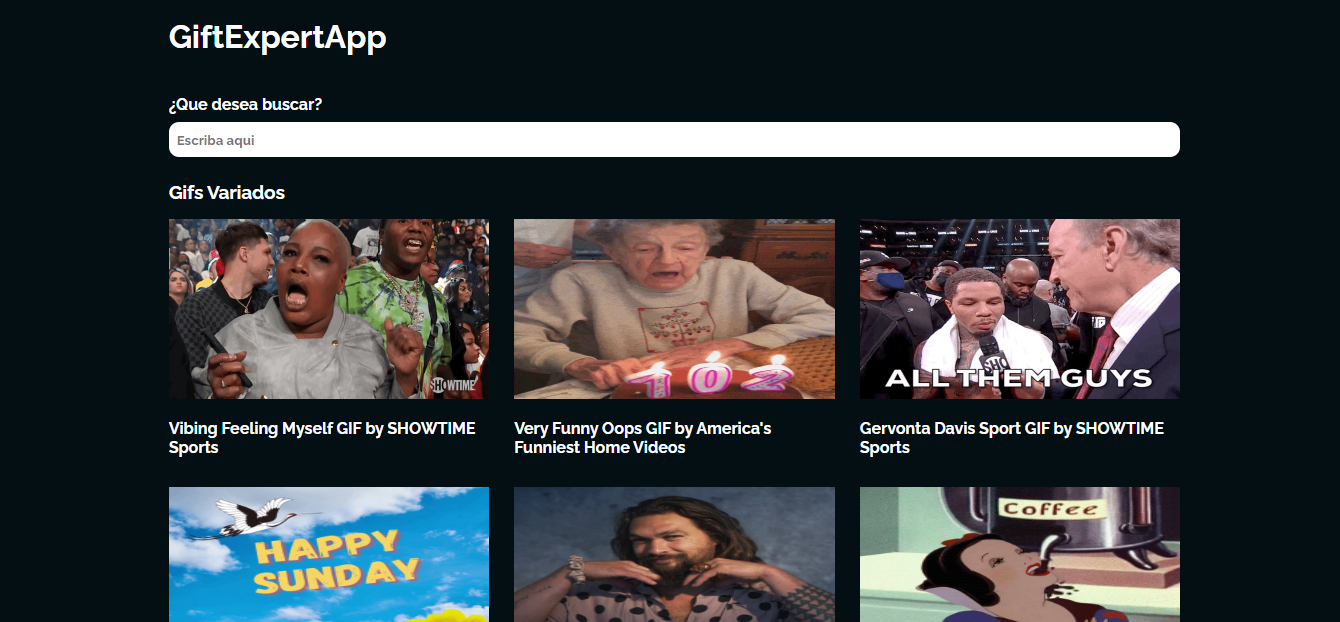 GiftExpertApp
¿Que desea buscar?
Escriba aqui
Gifs Variados
SHOWTIME
102
SHO
ALL THEM GUYS
Vibing Feeling Myself GIF by SHOWTIME
Sports
Very Funny Oops GIF by America's
Funniest Home Videos
Gervonta Davis Sport GIF by SHOWTIME
Sports
HAPPY
SUNDAY
Coffee